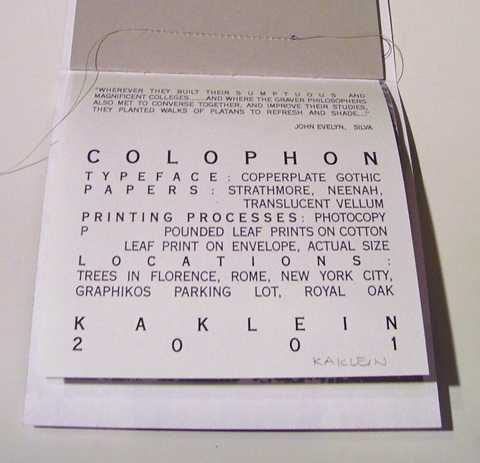 "WHEREVER THEY BUILT THEIR S U M P T U O U S AND
MAGNIFICENT COLLEGES......AND WHERE THE GRAVER PHILOSOPHERS
ALSO MET TO CONVERSE TOGETHER, AND IMPROVE THEIR STUDIES,
THEY PLANTED WALKS OF PLATANS TO REFRESH AND SHADE...."
JOHN EVELYN, SILVA
COLOPHON
TYPEFACE: COPPERPLATE GOTHIC
PAPERS: STRATHMORE, NEENAH,
TRANSLUCENT VELLUM
PRINTING PROCESSES: PHOTOCOPY
P POUNDED LEAF PRINTS ON COTTON
LEAF PRINT ON ENVELOPE, ACTUAL SIZE
LOCATIONS:
TREES IN FLORENCE, ROME, NEW YORK CITY,
GRAPHIKOS PARKING LOT, ROYAL OAK
KAKLEIN
2001
KAKLEIN